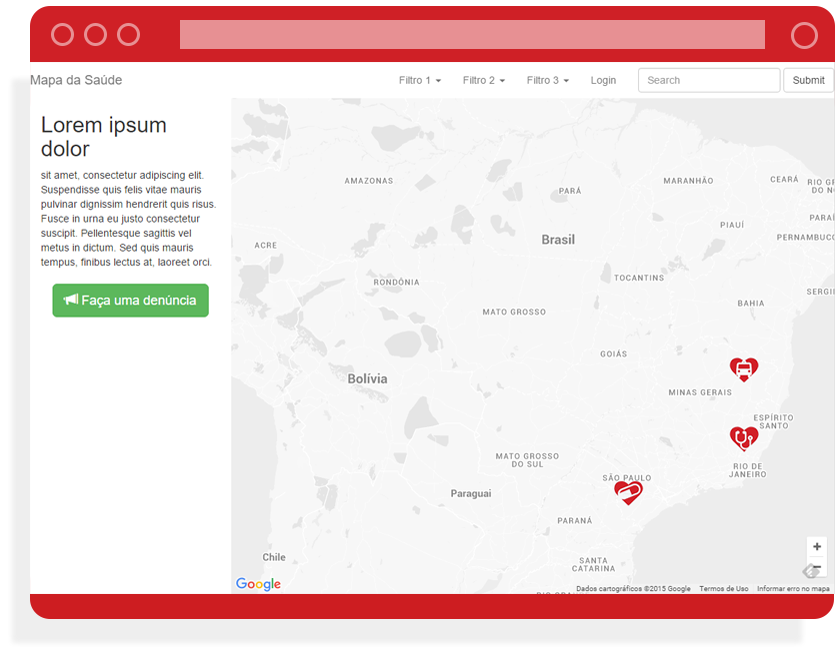 Mapa da Saúde
Filtro 1
Filtro 2
Filtro 3
Login
Search
Submit
Lorem ipsum
dolor
sit amet, consectetur adipiscing elit.
Suspendisse quis felis vitae mauris
pulvinar dignissim hendrerit quis risus.
Fusce in urna eu justo consectetur
suscipit. Pellentesque sagittis vel
metus in dictum. Sed quis mauris
tempus, finibus lectus at, laoreet orci.
Faça uma denúncia
AMAZONAS
PARÁ
MARANHÃO
CEARÁ
RIO GR
DO N
PARAÍ
PIAUÍ
PERNAMBUCO
ACRE
Brasil
RONDÔNIA
TOCANTINS
SERGIP
BAHIA
MATO GROSSO
GOIÁS
Bolívia
MINAS GERAIS
ESPÍRITO
SANTO
MATO GROSSO
DO SUL
RIO DE
JANEIRO
SÃO PAULO
Paraguai
PARANÁ
+
Chile
SANTA
CATARINA
−
Google
Dados cartográficos ©2015 Google
Termos de Uso
Informar erro no mapa